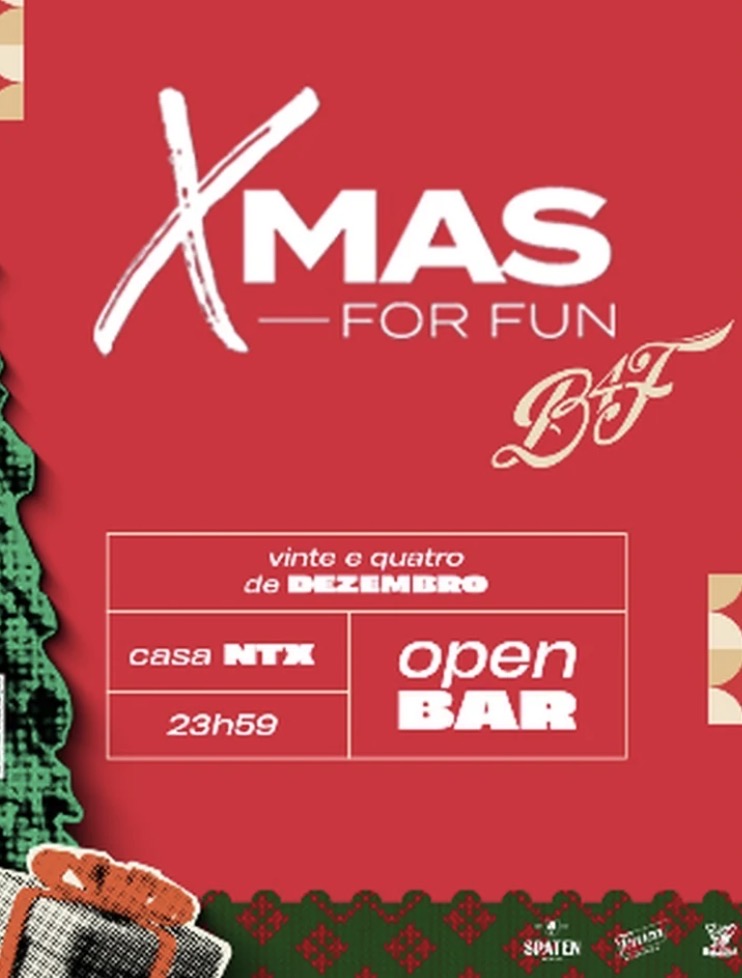 XMAS
FOR FUN
B4F
vinte e quatro
de DEZEMBRO
casa NTX
23h59
open
BAR
SPATEN